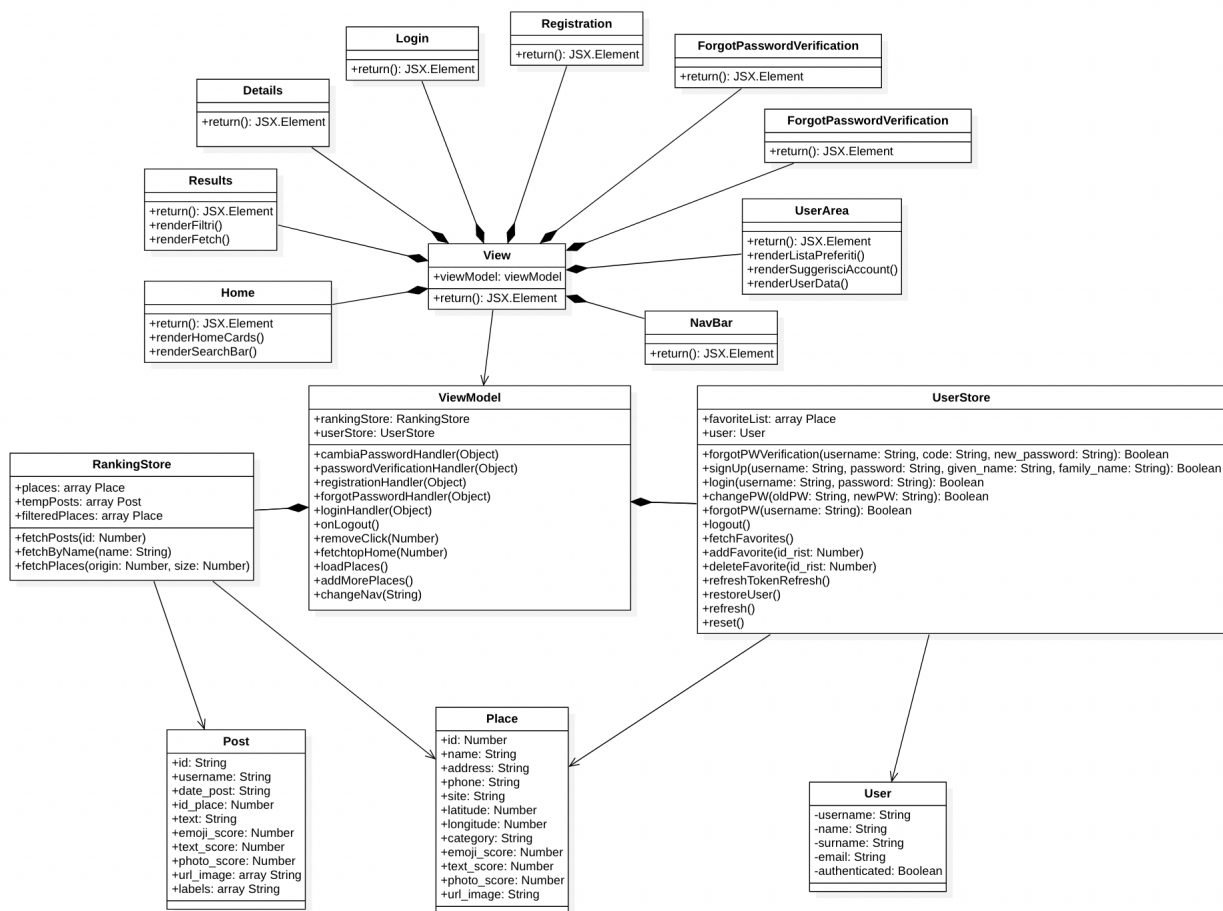 Registration
+return(): JSX.Element
Login
+return(): JSX.Element
ForgotPasswordVerification
+return(): JSX.Element
Details
+return(): JSX.Element
ForgotPasswordVerification
+return(): JSX.Element
Results
+return(): JSX.Element
+renderFiltri()
+renderFetch()
UserArea
+return(): JSX.Element
+renderListaPreferiti()
+renderSuggerisciAccount()
+renderUserData()
View
+viewModel: viewModel
+return(): JSX.Element
Home
+return(): JSX.Element
+renderHomeCards()
+renderSearchBar()
NavBar
+return(): JSX.Element
ViewModel
+rankingStore: RankingStore
+userStore: UserStore
+cambiaPasswordHandler(Object)
+passwordVerificationHandler(Object)
+registrationHandler(Object)
+forgotPasswordHandler(Object)
+loginHandler(Object)
+onLogout()
+removeClick(Number)
+fetchtopHome(Number)
+loadPlaces()
+addMorePlaces()
+changeNav(String)
UserStore
+favoriteList: array Place
+user: User
+forgotPWVerification(username: String, code: String, new_password: String): Boolean
+signUp(username: String, password: String, given_name: String, family_name: String): Boolean
+login(username: String, password: String): Boolean
+changePW(oldPW: String, newPW: String): Boolean
+forgotPW(username: String): Boolean
+logout()
+fetchFavorites()
+addFavorite(id_rist: Number)
+deleteFavorite(id_rist: Number)
+refreshTokenRefresh()
+restoreUser()
+refresh()
+reset()
RankingStore
+places: array Place
+tempPosts: array Post
+filteredPlaces: array Place
+fetchPosts(id: Number)
+fetchByName(name: String)
+fetchPlaces(origin: Number, size: Number)
Post
+id: String
+username: String
+date_post: String
+id_place: Number
+text: String
+emoji_score: Number
+text_score: Number
+photo_score: Number
+url_image: array String
+labels: array String
Place
+id: Number
+name: String
+address: String
+phone: String
+site: String
+latitude: Number
+longitude: Number
+category: String
+emoji_score: Number
+text_score: Number
+photo_score: Number
+url_image: String
User
-username: String
-name: String
-surname: String
-email: String
-authenticated: Boolean